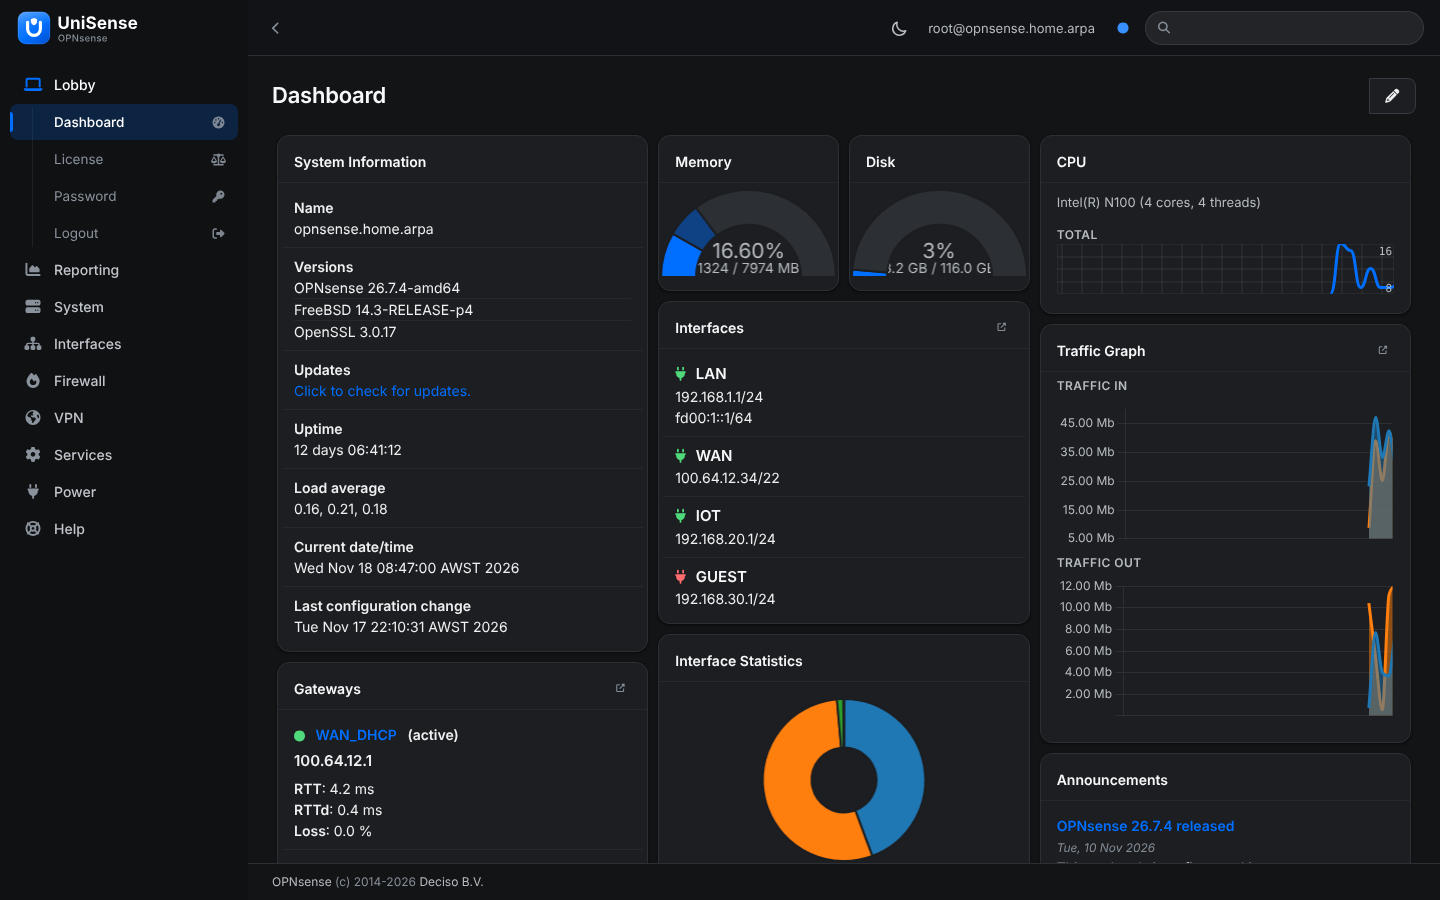 UniSense
OPNsense
root@opnsense.home.arpa
Lobby
Dashboard
License
Password
Logout
Reporting
System
Interfaces
Firewall
VPN
Services
Power
Help
Dashboard
System Information
Name
opnsense.home.arpa
Versions
OPNsense 26.7.4-amd64
FreeBSD 14.3-RELEASE-p4
OpenSSL 3.0.17
Updates
Click to check for updates.
Uptime
12 days 06:41:12
Load average
0.16, 0.21, 0.18
Current date/time
Wed Nov 18 08:47:00 AWST 2026
Last configuration change
Tue Nov 17 22:10:31 AWST 2026
Gateways
WAN_DHCP (active)
100.64.12.1
RTT: 4.2 ms
RTTd: 0.4 ms
Loss: 0.0 %
Memory
16.60%
1324 / 7974 MB
Disk
3%
3.2 GB / 116.0 GB
Interfaces
LAN
192.168.1.1/24
fd00:1::1/64
WAN
100.64.12.34/22
IOT
192.168.20.1/24
GUEST
192.168.30.1/24
Interface Statistics
CPU
Intel(R) N100 (4 cores, 4 threads)
TOTAL
16
8
Traffic Graph
TRAFFIC IN
45.00 Mb
35.00 Mb
25.00 Mb
15.00 Mb
5.00 Mb
TRAFFIC OUT
12.00 Mb
10.00 Mb
8.00 Mb
6.00 Mb
4.00 Mb
2.00 Mb
Announcements
OPNsense 26.7.4 released
Tue, 10 Nov 2026
OPNsense (c) 2014-2026 Deciso B.V.